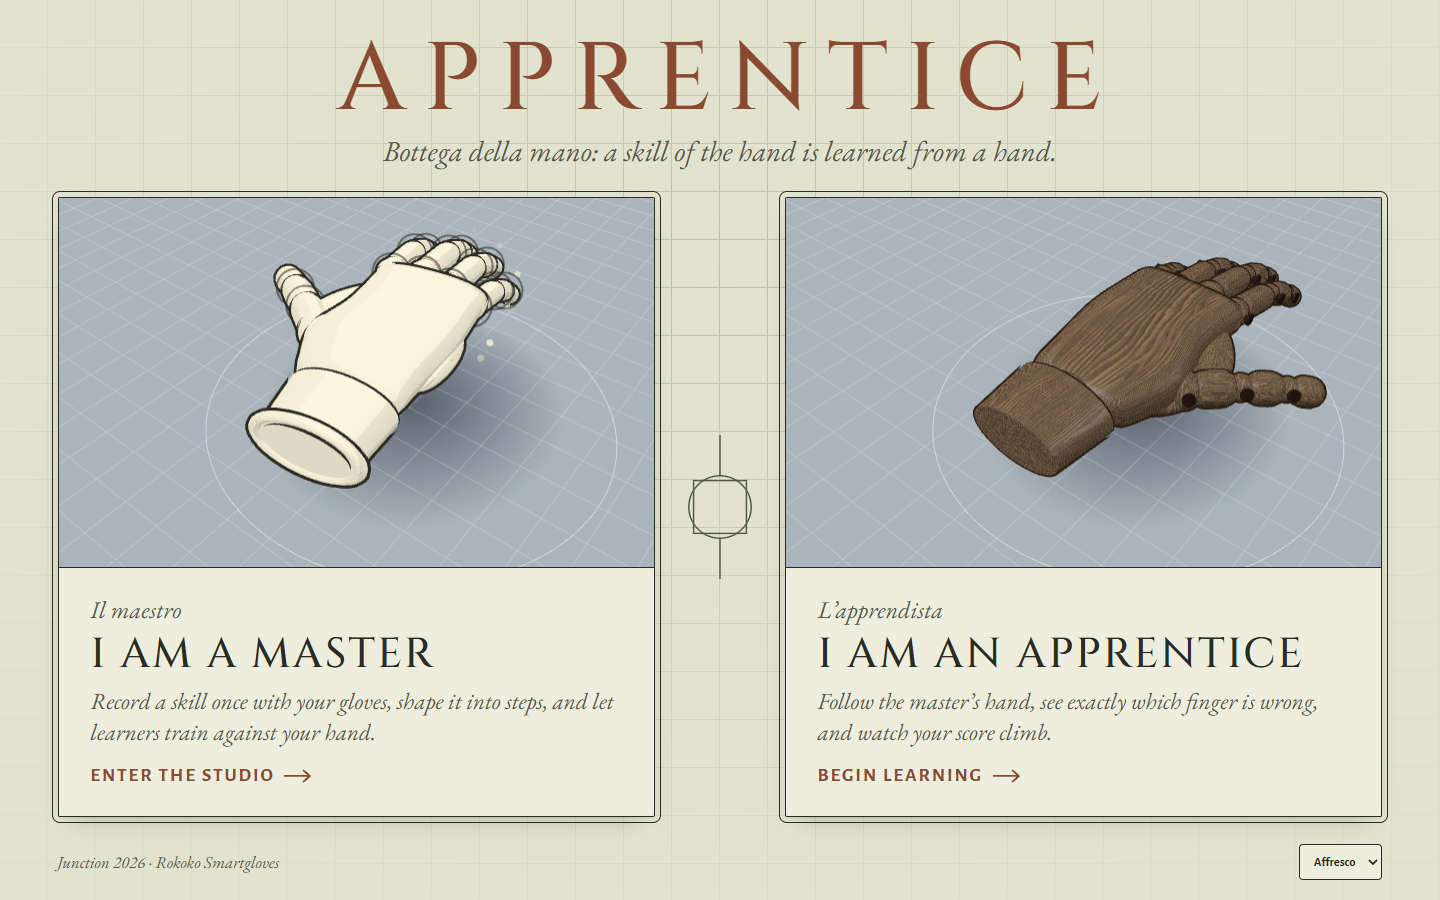 APPRENTICE
Bottega della mano: a skill of the hand is learned from a hand.
Il maestro
I AM A MASTER
Record a skill once with your gloves, shape it into steps, and let
learners train against your hand.
ENTER THE STUDIO
L’apprendista
I AM AN APPRENTICE
Follow the master’s hand, see exactly which finger is wrong,
and watch your score climb.
BEGIN LEARNING
Junction 2026 · Rokoko Smartgloves
Affresco